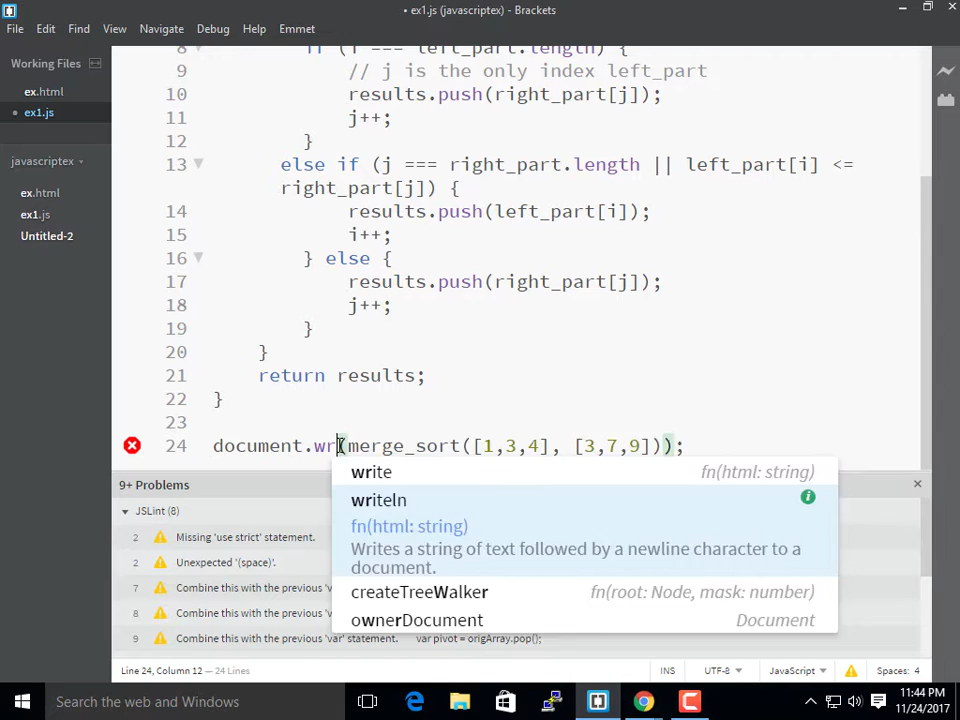 • ex1.js (javascriptex) - Brackets
File Edit Find View Navigate Debug Help Emmet
Working Files
ex.html
• ex1.js
javascriptex
ex.html
ex1.js
Untitled-2
8 if (i === left_part.length) {
9 // j is the only index left_part
10 results.push(right_part[j]);
11 j++;
12 }
13 else if (j === right_part.length || left_part[i] <=
right_part[j]) {
14 results.push(left_part[i]);
15 i++;
16 } else {
17 results.push(right_part[j]);
18 j++;
19 }
20 }
21 return results;
22 }
23
24 document.wr(merge_sort([1,3,4], [3,7,9]));
write fn(html: string)
writeln
fn(html: string)
Writes a string of text followed by a newline character to a
document.
createTreeWalker fn(root: Node, mask: number)
ownerDocument Document
9+ Problems
JSLint (8)
2 Missing 'use strict' statement.
2 Unexpected '(space)'.
7 Combine this with the previous 'v
8 Combine this with the previous 'v
9 Combine this with the previous 'var' statement. var pivot = origArray.pop();
Line 24, Column 12 — 24 Lines INS UTF-8 JavaScript Spaces: 4
Search the web and Windows
11:44 PM
11/24/2017